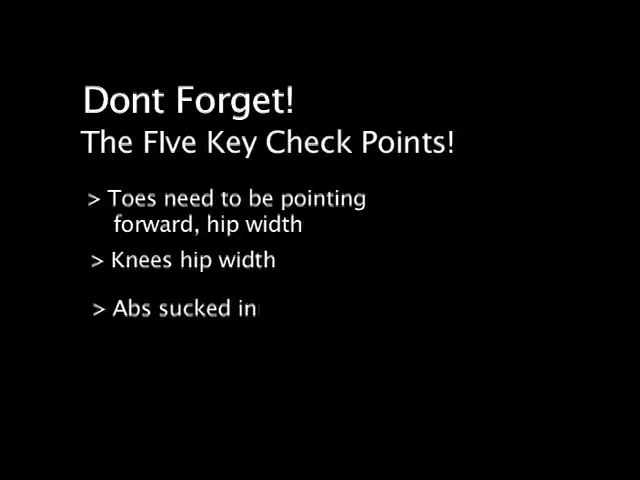 Dont Forget!
The FIve Key Check Points!
> Toes need to be pointing
forward, hip width
> Knees hip width
> Abs sucked in